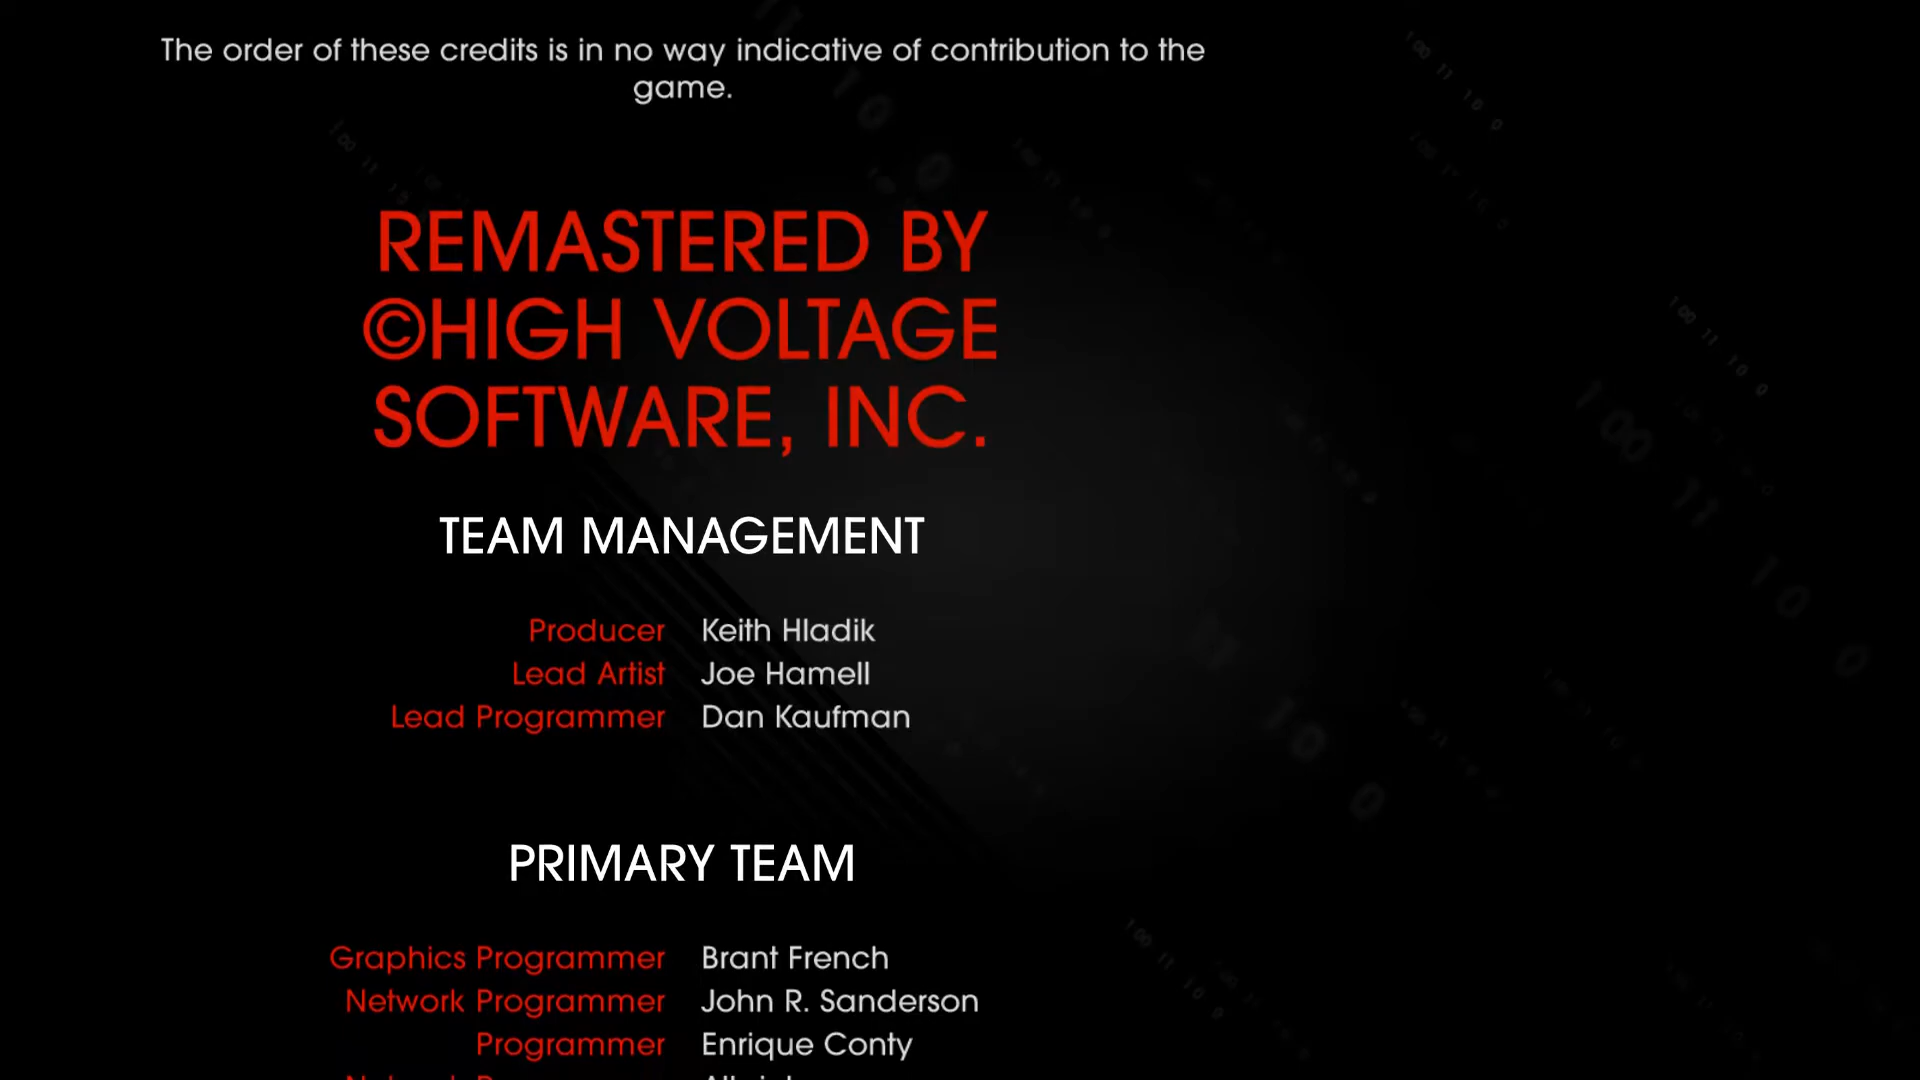 The order of these credits is in no way indicative of contribution to the
game.
REMASTERED BY
©HIGH VOLTAGE
SOFTWARE, INC.
TEAM MANAGEMENT
Producer Keith Hladik
Lead Artist Joe Hamell
Lead Programmer Dan Kaufman
PRIMARY TEAM
Graphics Programmer Brant French
Network Programmer John R. Sanderson
Programmer Enrique Conty